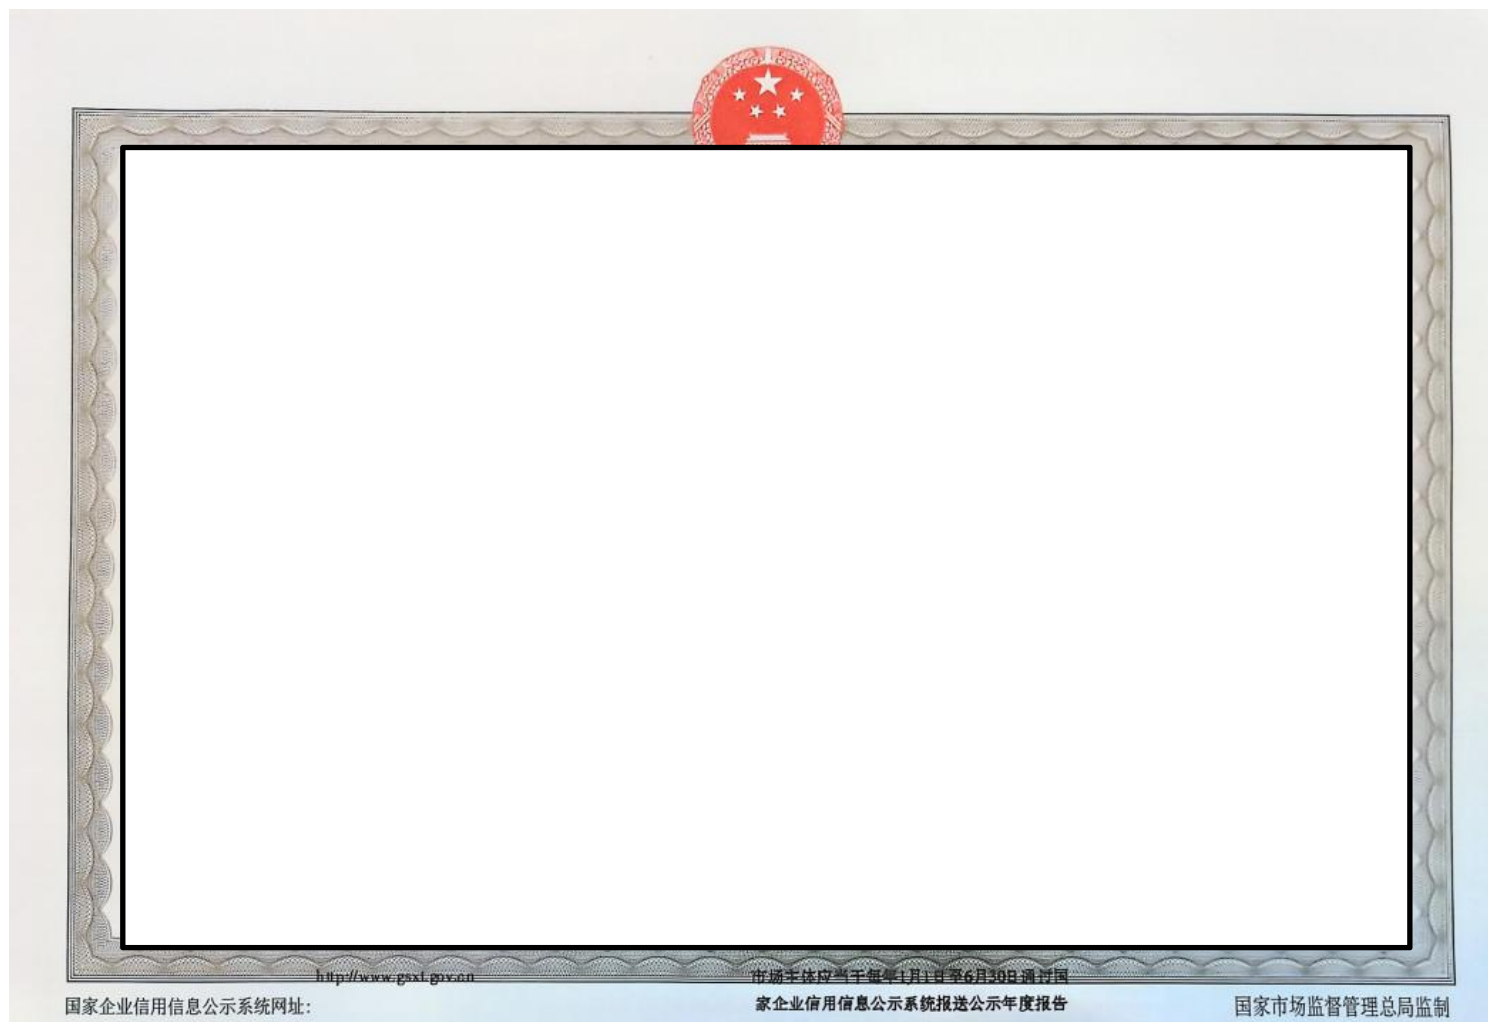 http://www.gsxt.gov.cn
国家企业信用信息公示系统网址:
市场主体应当于每年1月1日至6月30日通过国
家企业信用信息公示系统报送公示年度报告
国家市场监督管理总局监制